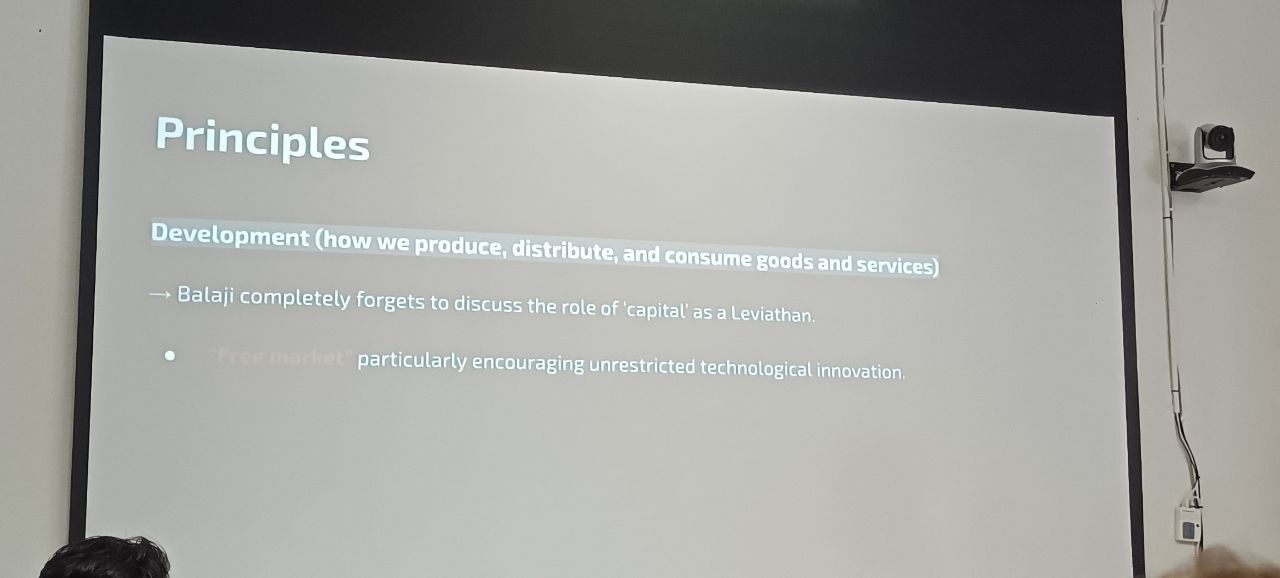 Principles
Development (how we produce, distribute, and consume goods and services)
→ Balaji completely forgets to discuss the role of 'capital' as a Leviathan.
● "Free market" particularly encouraging unrestricted technological innovation.